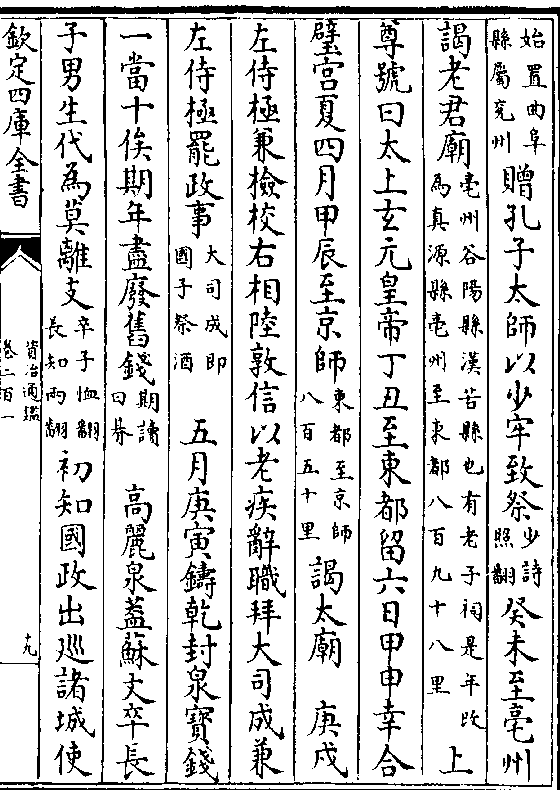 始置曲阜縣屬兗州贈孔子太師以少牢致祭少詩照翻癸未至亳州
謁老君廟亳州谷陽縣漢苦縣也有老子祠是年改為真源縣亳州至東都八百九十八里上
尊號曰太上玄元皇帝丁丑至東都留六日甲申幸合
璧宫夏四月甲辰至京師東都至京師八百五十里謁太廟 庚戌
左侍極兼檢校右相陸敦信以老疾辭職拜大司成兼
左侍極罷政事大司成即國子祭酒 五月庚寅鑄乾封泉寶錢
一當十俟期年盡廢舊錢期讀曰朞 高麗泉蓋蘇文卒長
子男生代為莫離支卒子恤翻長知兩翻初知國政出廵諸城使
欽定四庫全書
資治通鑑
卷二百一
十九